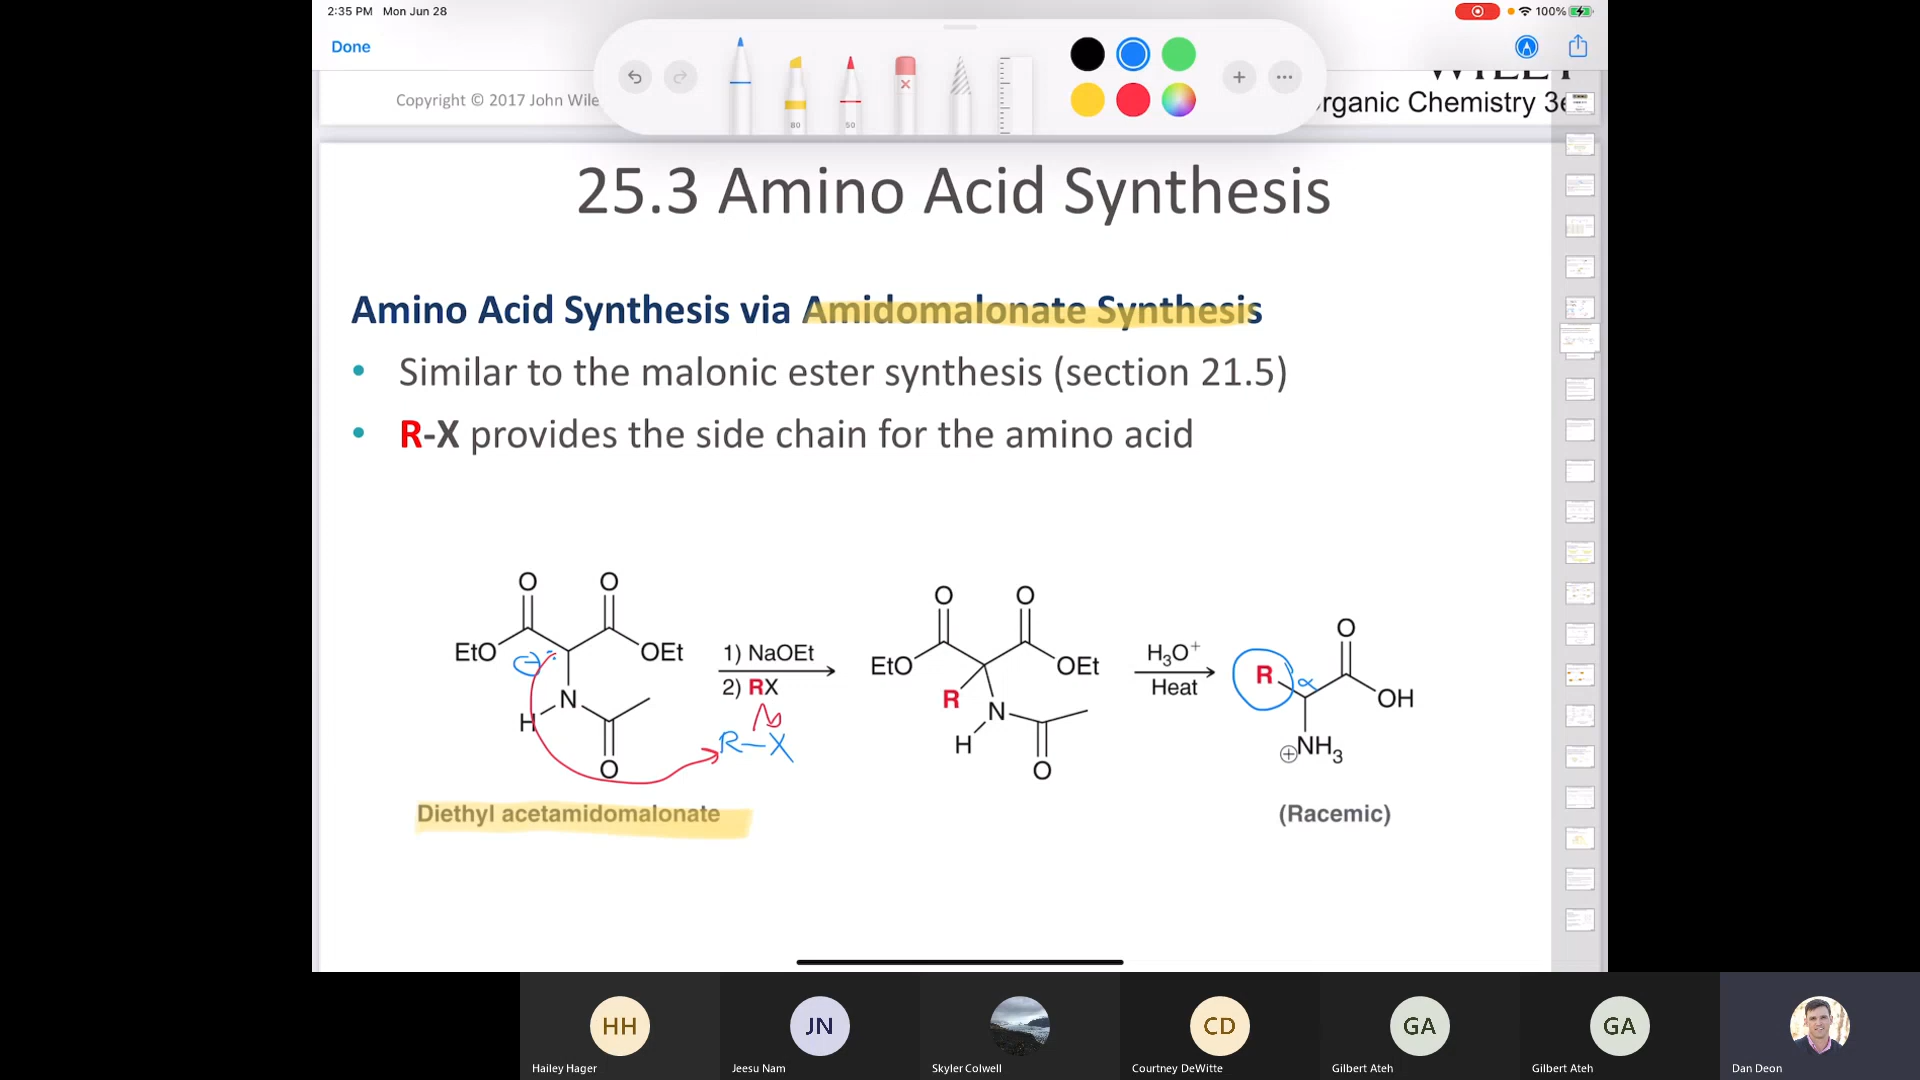 2:35 PM Mon Jun 28
100%
Done
80
50
Copyright © 2017 John Wile
rganic Chemistry 3e
25.3 Amino Acid Synthesis
Amino Acid Synthesis via Amidomalonate Synthesis
• Similar to the malonic ester synthesis (section 21.5)
• R-X provides the side chain for the amino acid
O O
EtO OEt
N
H
O
1) NaOEt
2) RX
R-X
O O
EtO OEt
R
N
H
O
H3O+
Heat
O
R α
OH
⊕NH3
Diethyl acetamidomalonate
(Racemic)
HH
JN
CD
GA
GA
Hailey Hager
Jeesu Nam
Skyler Colwell
Courtney DeWitte
Gilbert Ateh
Gilbert Ateh
Dan Deon